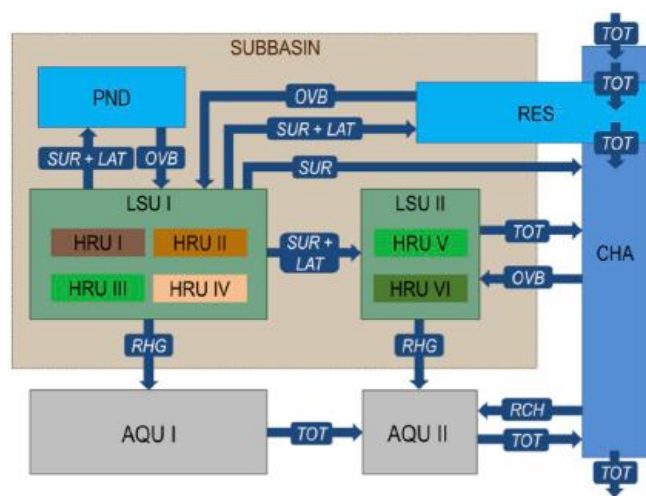 TOT
SUBBASIN
PND
OVB
TOT
RES
SUR + LAT
OVB
SUR + LAT
TOT
SUR
LSU I
LSU II
HRU I
HRU II
SUR +
LAT
HRU V
TOT
CHA
HRU III
HRU IV
HRU VI
OVB
RHG
RHG
AQU I
TOT
AQU II
RCH
TOT
TOT